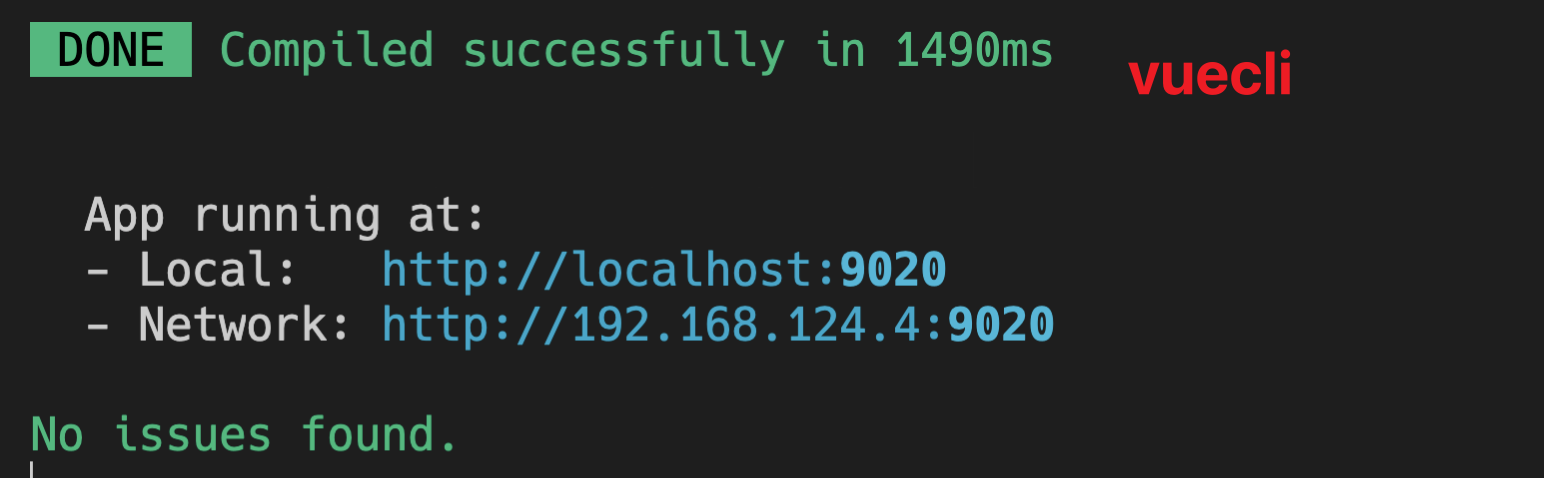 DONE Compiled successfully in 1490ms
vuecli
App running at:
- Local: http://localhost:9020
- Network: http://192.168.124.4:9020
No issues found.